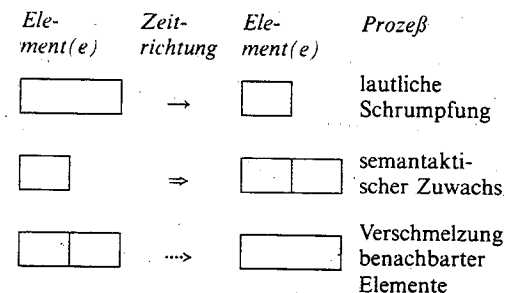 Ele- Zeit- Ele- Prozeß
ment(e) richtung ment(e)
lautliche
→ Schrumpfung
semantakti-
⇒ scher Zuwachs
Verschmelzung
····> benachbarter
Elemente